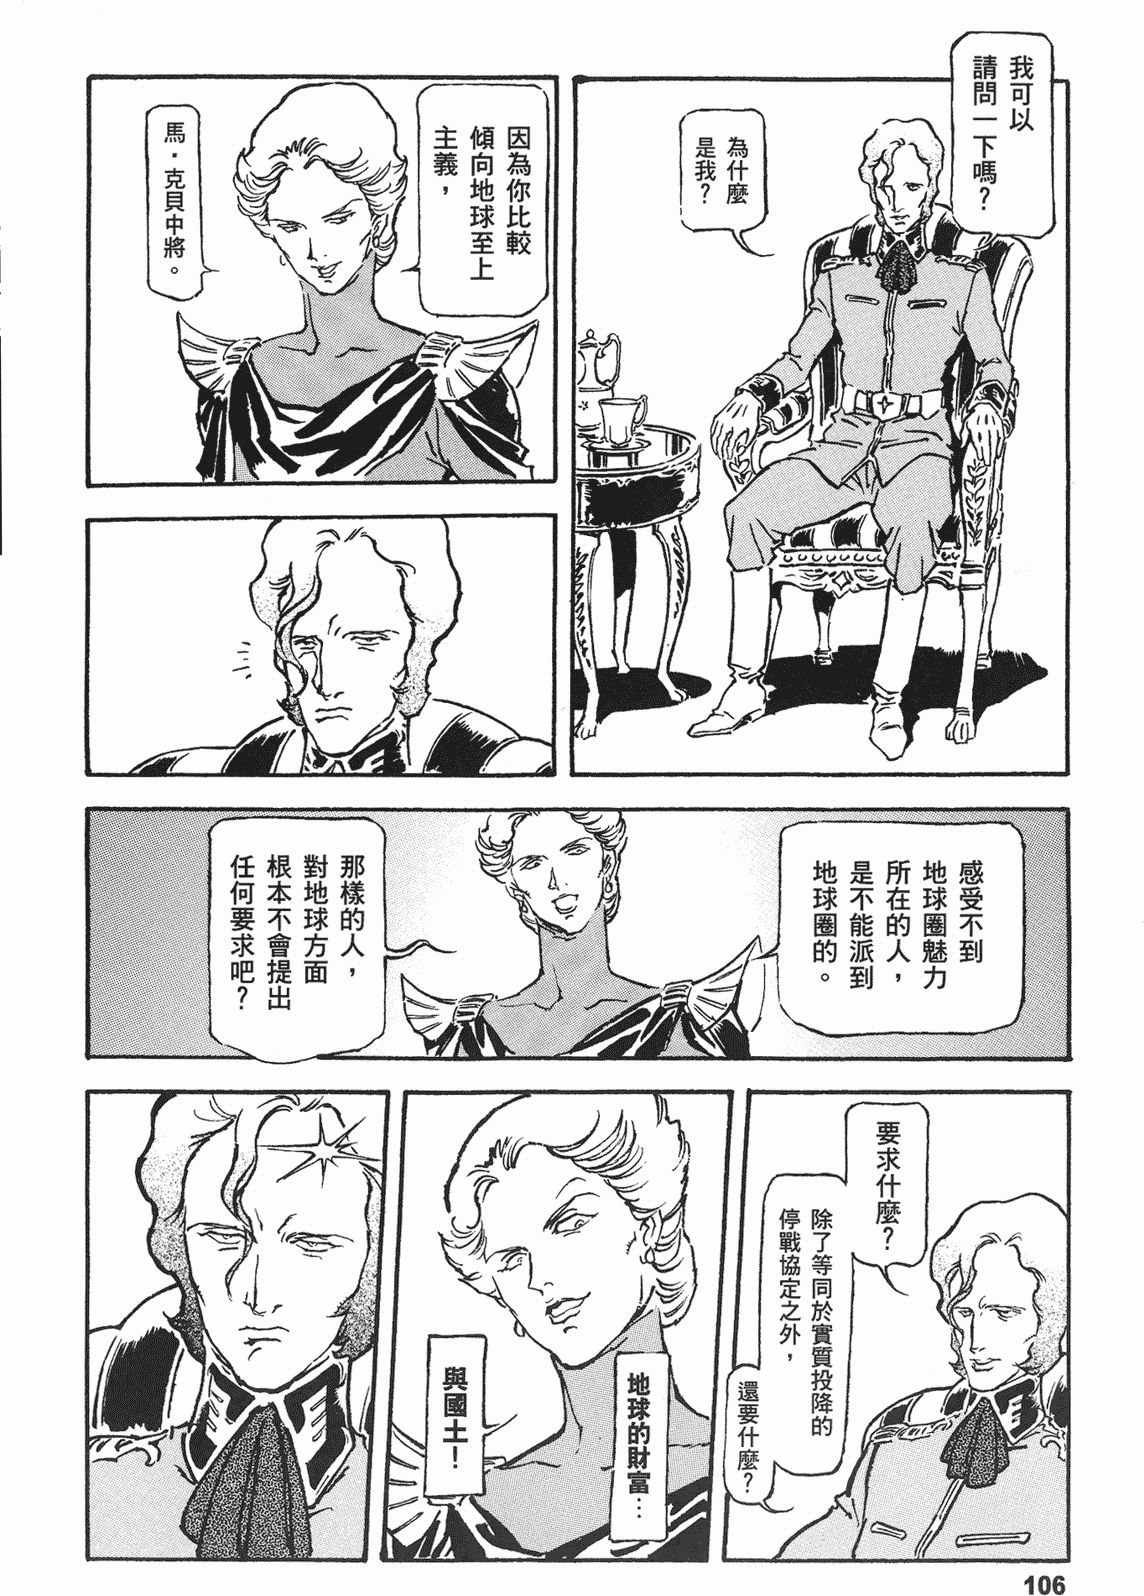 我可以
請問一下嗎？
為什麼
是我？
因為你比較
傾向地球至上
主義，
馬．克貝中將。
感受不到
地球圈魅力
所在的人，
是不能派到
地球圈的。
那樣的人，
對地球方面
根本不會提出
任何要求吧？
要求什麼？
除了等同於實質投降的
停戰協定之外，
還要什麼？
地球的財富…
與國土！
106